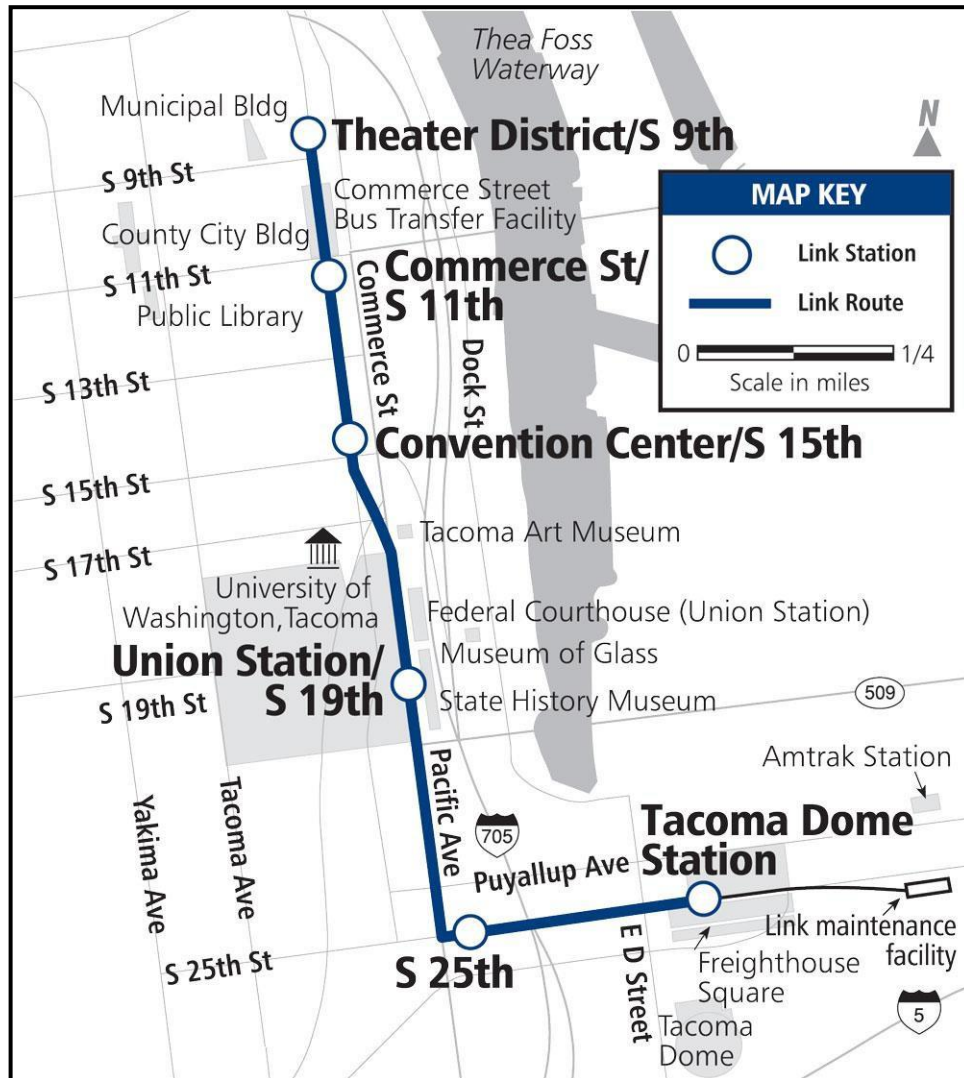 Thea Foss
Waterway
Municipal Bldg
Theater District/S 9th
N
S 9th St
Commerce Street
Bus Transfer Facility
MAP KEY
Link Station
Link Route
0
1/4
Scale in miles
County City Bldg
S 11th St
Commerce St/
S 11th
Public Library
Commerce St
Dock St
S 13th St
Convention Center/S 15th
S 15th St
S 17th St
Tacoma Art Museum
University of
Washington,Tacoma
Federal Courthouse (Union Station)
Union Station/
S 19th
Museum of Glass
State History Museum
S 19th St
509
Amtrak Station
Yakima Ave
Tacoma Ave
Pacific Ave
705
Puyallup Ave
Tacoma Dome
Station
Link maintenance
facility
S 25th St
S 25th
E D Street
Freighthouse
Square
Tacoma
Dome
5